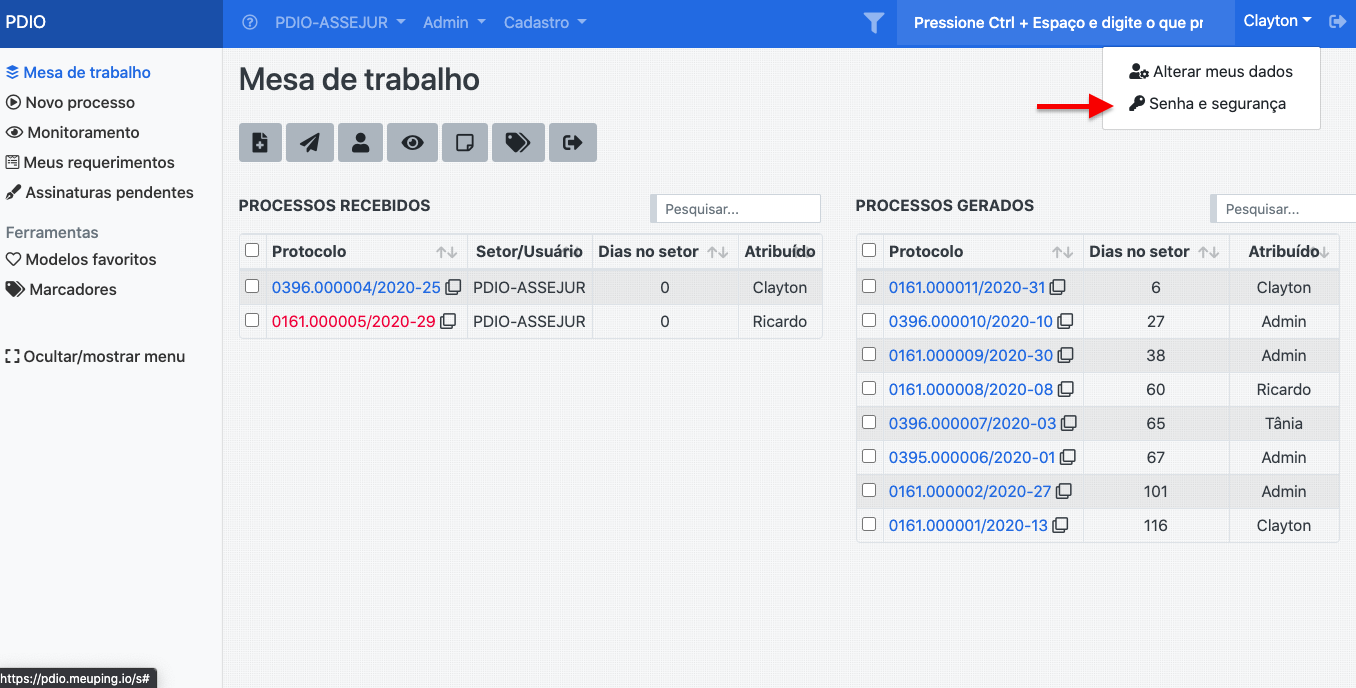 PDIO
PDIO-ASSEJUR Admin Cadastro
Pressione Ctrl + Espaço e digite o que pr
Clayton
Alterar meus dados
Senha e segurança
Mesa de trabalho
Novo processo
Monitoramento
Meus requerimentos
Assinaturas pendentes
Ferramentas
Modelos favoritos
Marcadores
Ocultar/mostrar menu
Mesa de trabalho
PROCESSOS RECEBIDOS Pesquisar...
Protocolo Setor/Usuário Dias no setor Atribuído
0396.000004/2020-25 PDIO-ASSEJUR 0 Clayton
0161.000005/2020-29 PDIO-ASSEJUR 0 Ricardo
PROCESSOS GERADOS Pesquisar...
Protocolo Dias no setor Atribuído
0161.000011/2020-31 6 Clayton
0396.000010/2020-10 27 Admin
0161.000009/2020-30 38 Admin
0161.000008/2020-08 60 Ricardo
0396.000007/2020-03 65 Tânia
0395.000006/2020-01 67 Admin
0161.000002/2020-27 101 Admin
0161.000001/2020-13 116 Clayton
https://pdio.meuping.io/s#